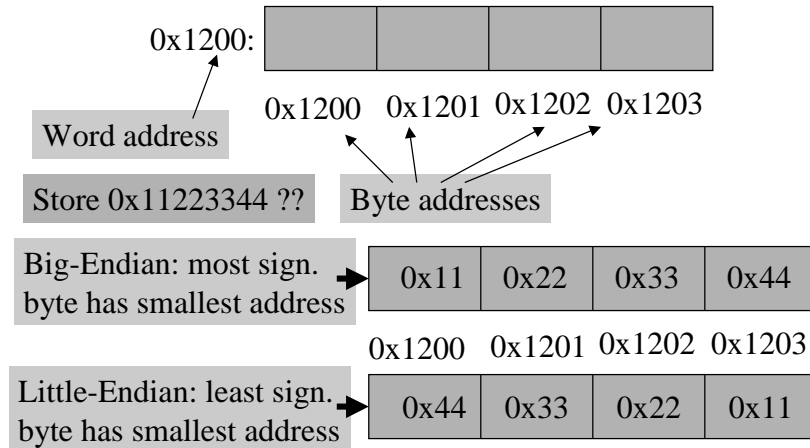 0x1200:
0x1200 0x1201 0x1202 0x1203
Word address
Store 0x11223344 ??
Byte addresses
Big-Endian: most sign.
byte has smallest address
0x11 0x22 0x33 0x44
0x1200 0x1201 0x1202 0x1203
Little-Endian: least sign.
byte has smallest address
0x44 0x33 0x22 0x11